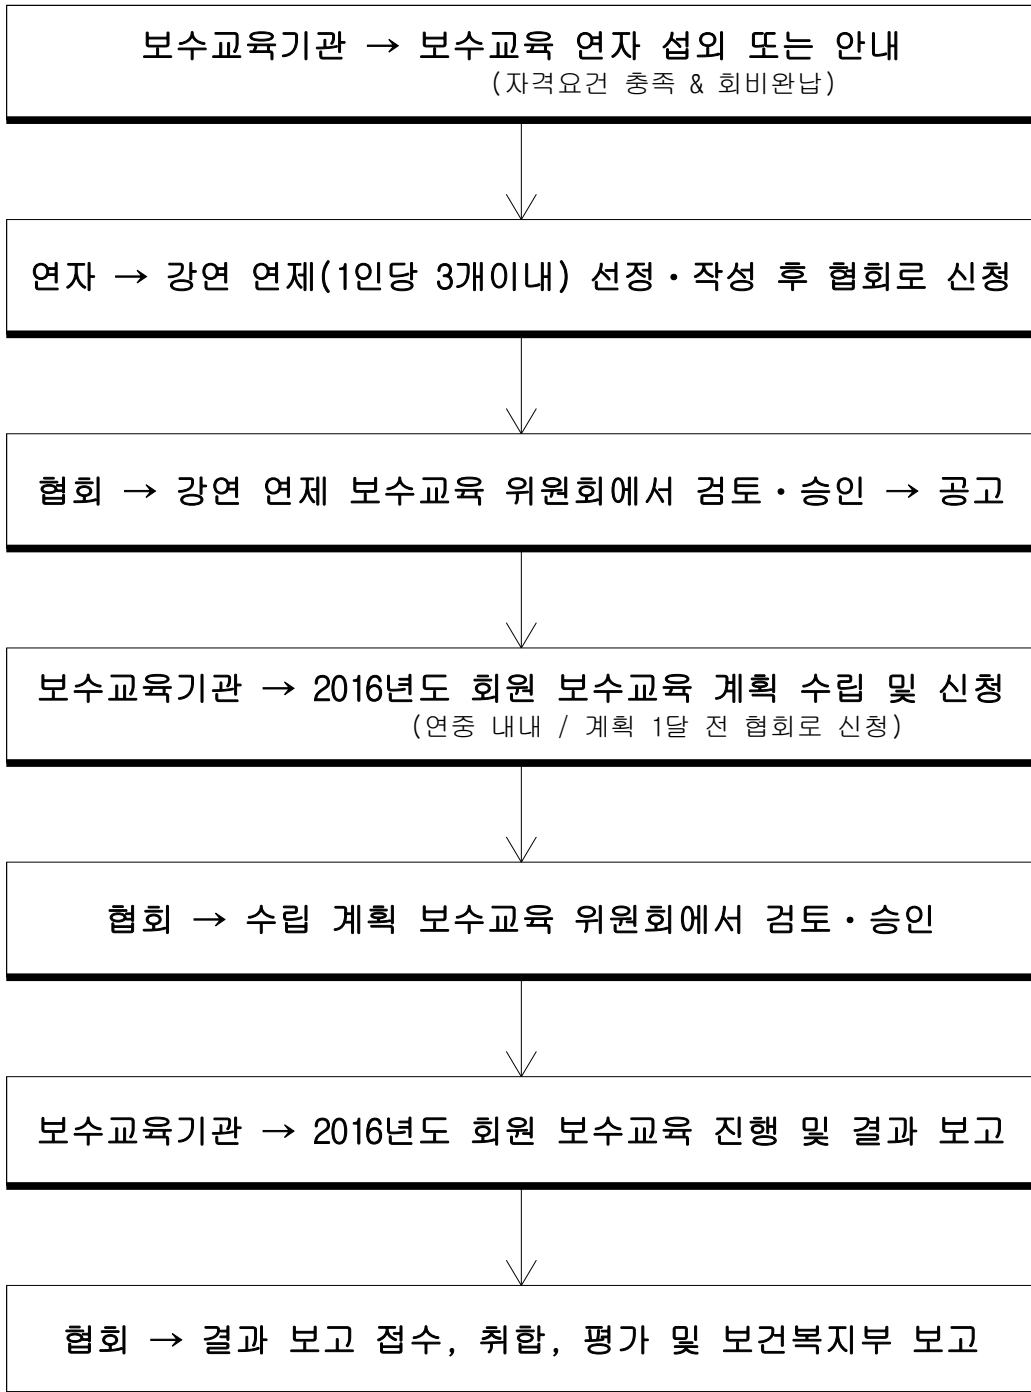 보수교육기관 → 보수교육 연자 섭외 또는 안내
(자격요건 충족 & 회비완납)
연자 → 강연 연제(1인당 3개이내) 선정·작성 후 협회로 신청
협회 → 강연 연제 보수교육 위원회에서 검토·승인 → 공고
보수교육기관 → 2016년도 회원 보수교육 계획 수립 및 신청
(연중 내내 / 계획 1달 전 협회로 신청)
협회 → 수립 계획 보수교육 위원회에서 검토·승인
보수교육기관 → 2016년도 회원 보수교육 진행 및 결과 보고
협회 → 결과 보고 접수, 취합, 평가 및 보건복지부 보고